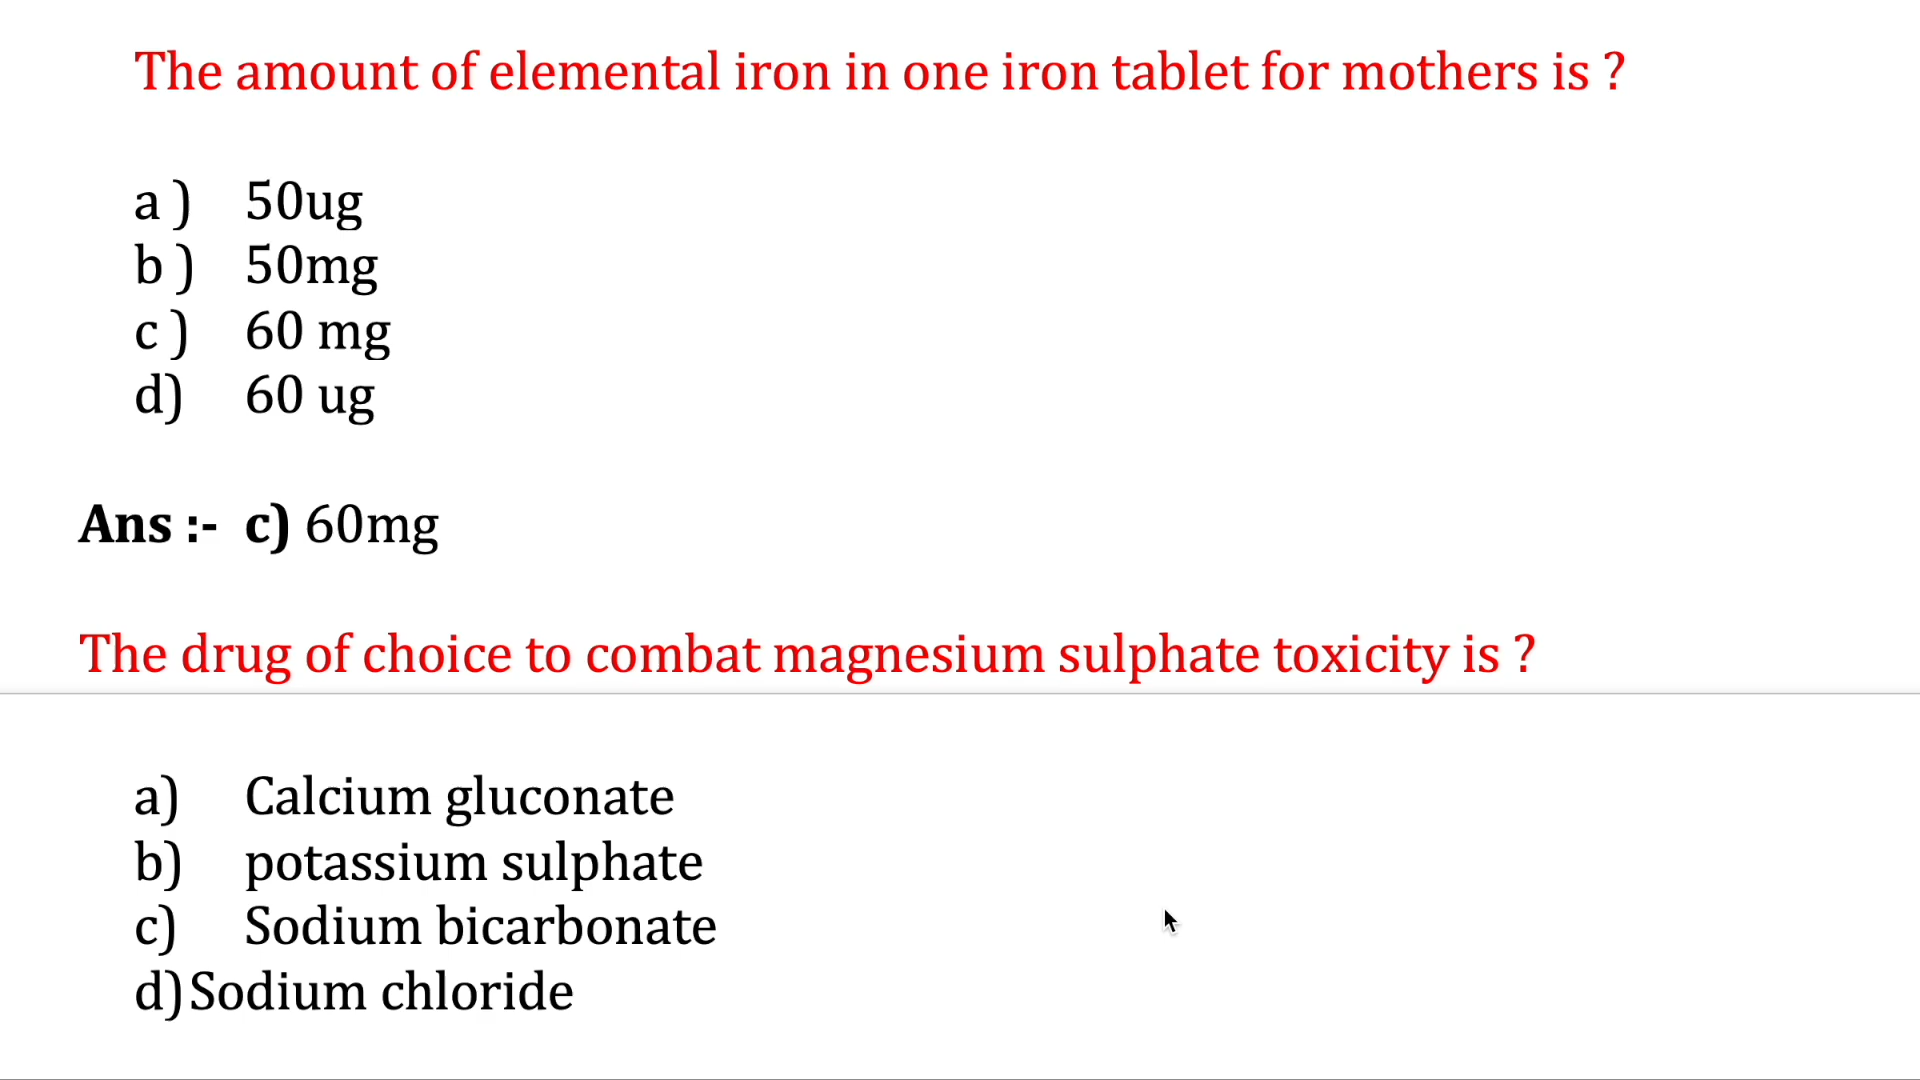 The amount of elemental iron in one iron tablet for mothers is ?
a ) 50ug
b ) 50mg
c ) 60 mg
d) 60 ug
Ans :- c) 60mg
The drug of choice to combat magnesium sulphate toxicity is ?
a) Calcium gluconate
b) potassium sulphate
c) Sodium bicarbonate
d)Sodium chloride